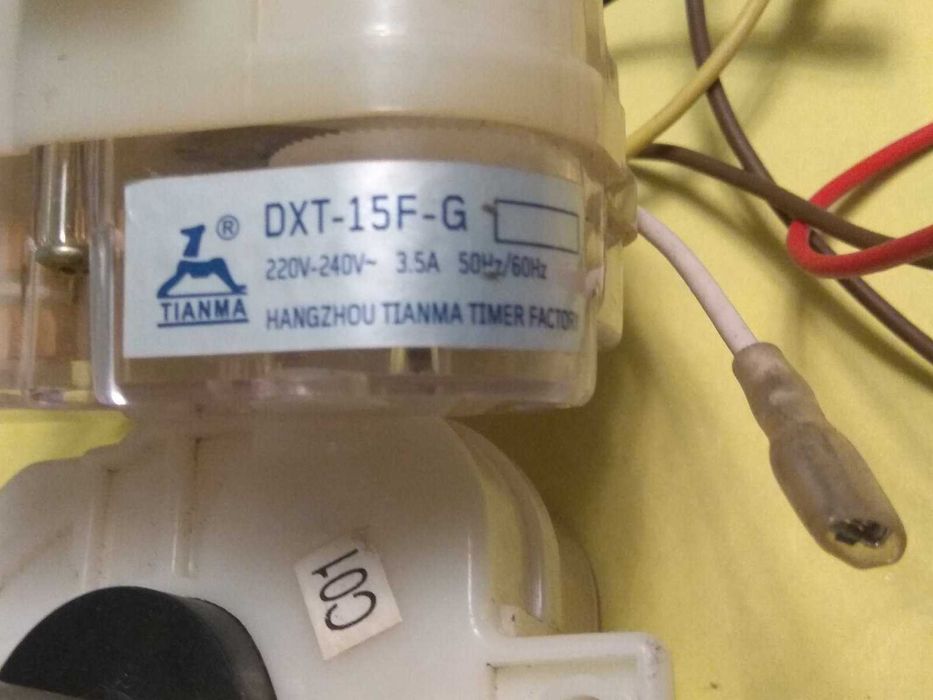 DXT-15F-G
®
220V-240V~ 3.5A 50Hz/60Hz
TIANMA
HANGZHOU TIANMA TIMER FACTORY
C01